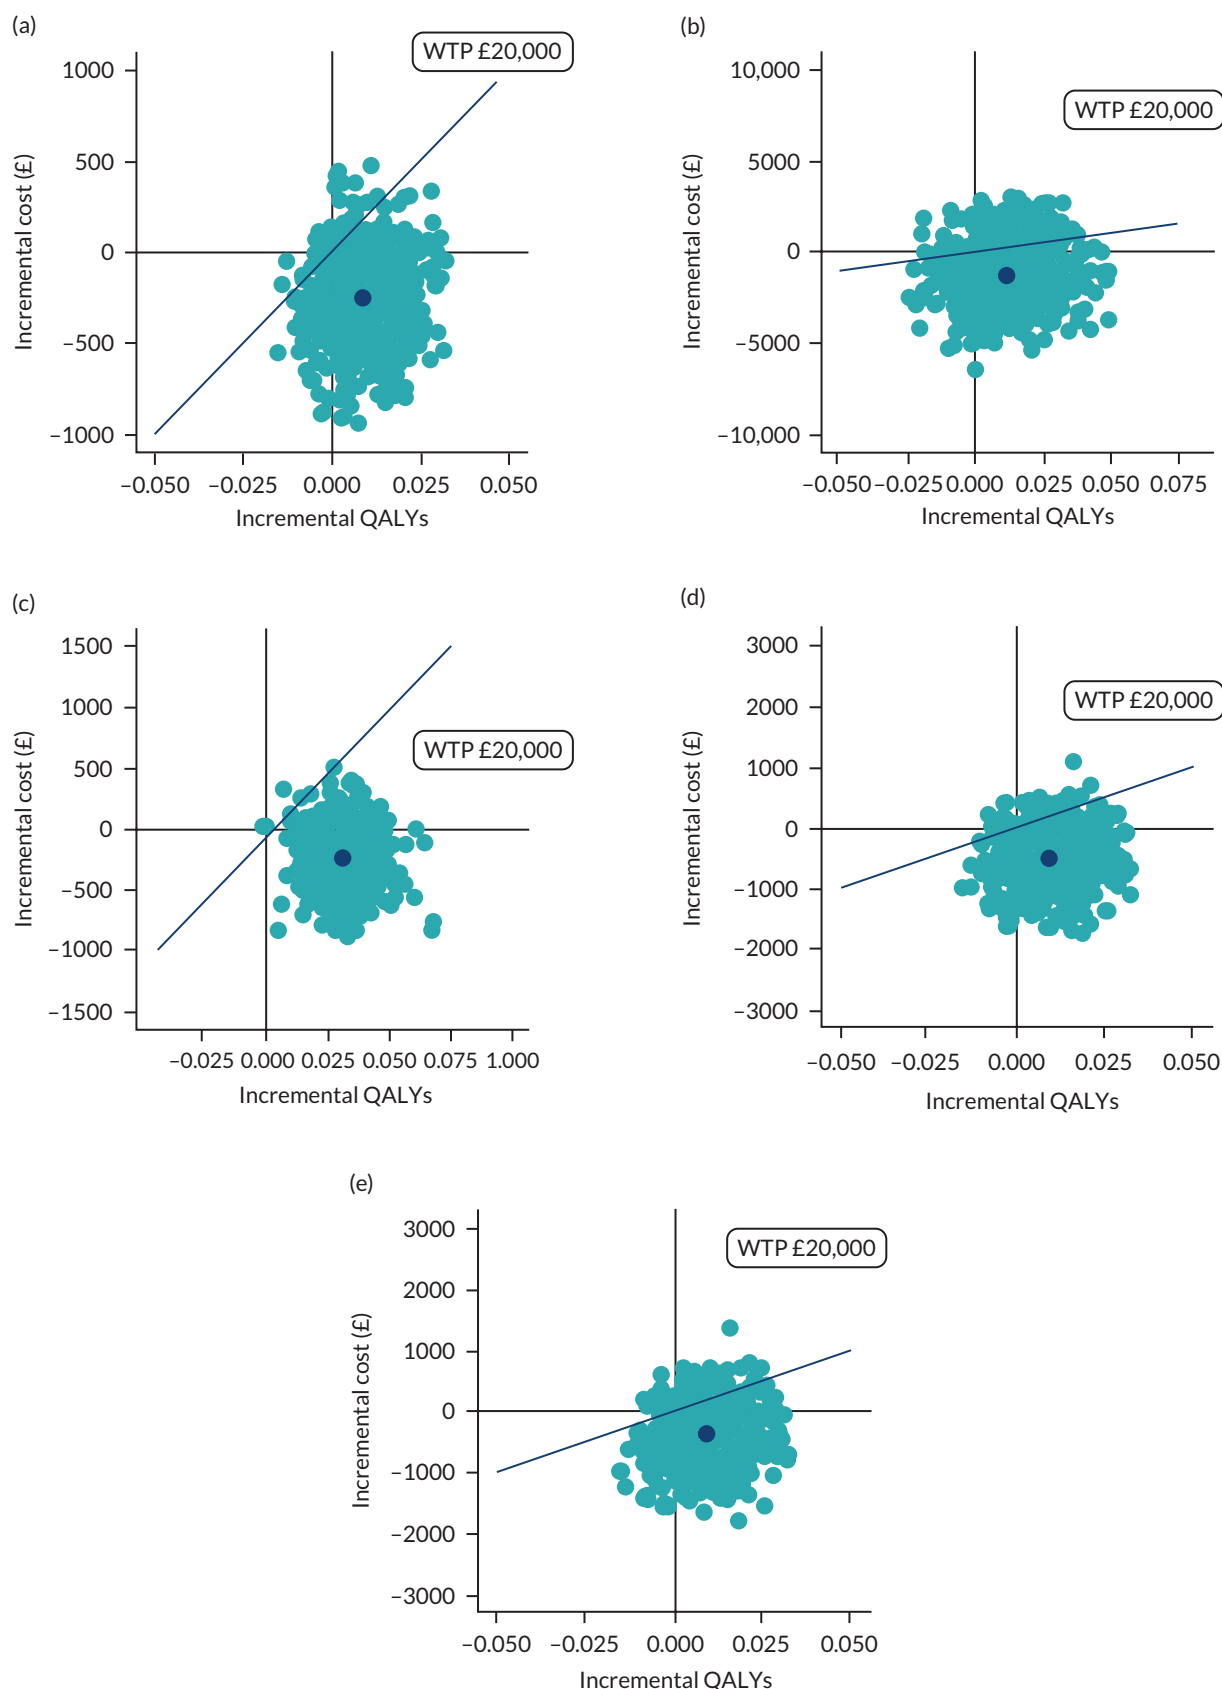 (a)
WTP £20,000
1000
500
0
−500
−1000
Incremental cost (£)
−0.050 −0.025 0.000 0.025 0.050
Incremental QALYs
(b)
WTP £20,000
10,000
5000
0
−5000
−10,000
Incremental cost (£)
−0.050 −0.025 0.000 0.025 0.050 0.075
Incremental QALYs
(c)
WTP £20,000
1500
1000
500
0
−500
−1000
−1500
Incremental cost (£)
−0.025 0.000 0.025 0.050 0.075 1.000
Incremental QALYs
(d)
WTP £20,000
3000
2000
1000
0
−1000
−2000
−3000
Incremental cost (£)
−0.050 −0.025 0.000 0.025 0.050
Incremental QALYs
(e)
WTP £20,000
3000
2000
1000
0
−1000
−2000
−3000
Incremental cost (£)
−0.050 −0.025 0.000 0.025 0.050
Incremental QALYs